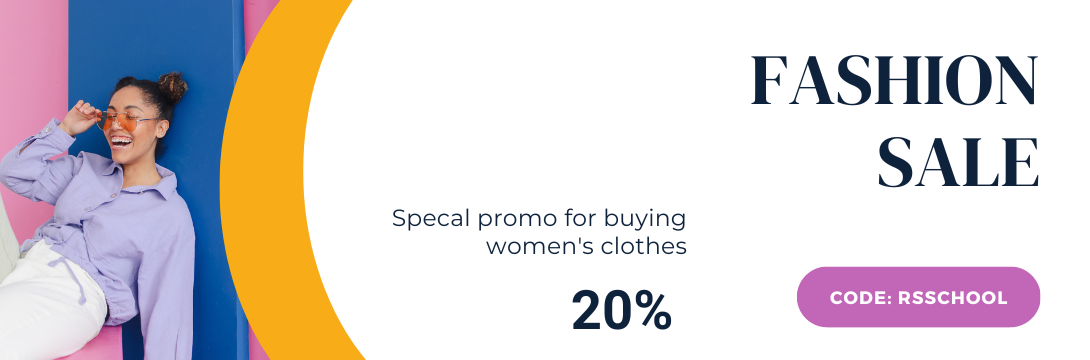 FASHION
SALE
Specal promo for buying
women's clothes
20%
CODE: RSSCHOOL